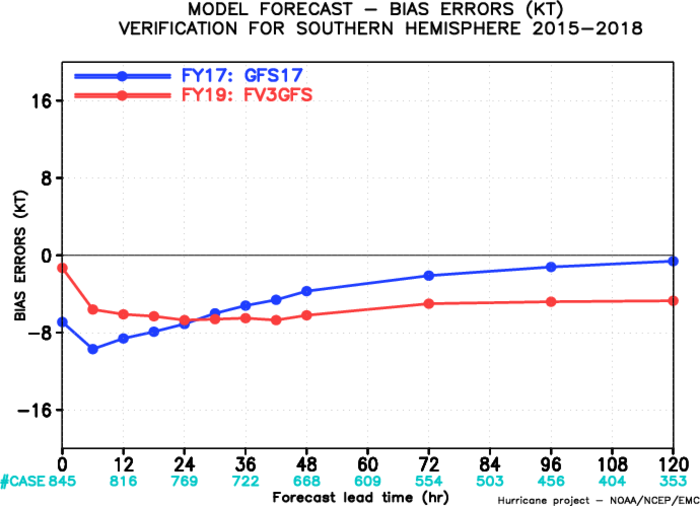 MODEL FORECAST − BIAS ERRORS (KT)
VERIFICATION FOR SOUTHERN HEMISPHERE 2015−2018
FY17: GFS17
FY19: FV3GFS
16
8
0
−8
−16
BIAS ERRORS (KT)
0 12 24 36 48 60 72 84 96 108 120
#CASE 845 816 769 722 668 609 554 503 456 404 353
Forecast lead time (hr)
Hurricane project − NOAA/NCEP/EMC